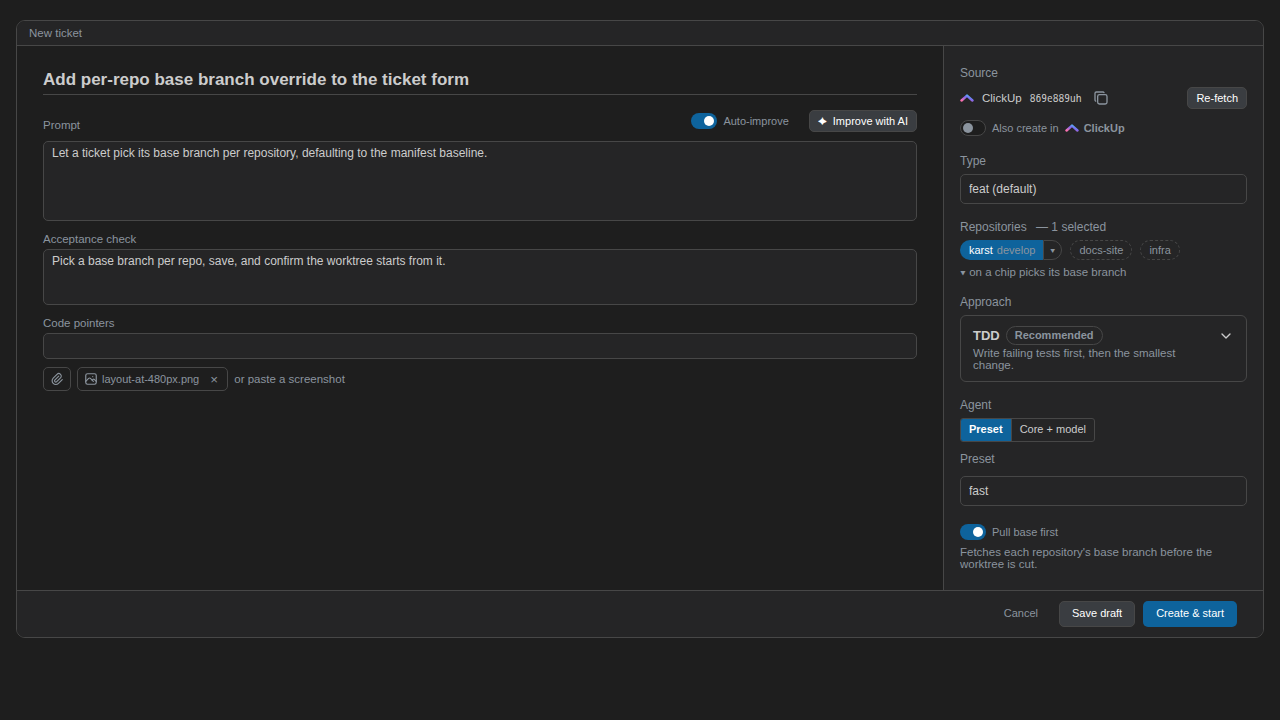 New ticket
Add per-repo base branch override to the ticket form
Prompt
Auto-improve
Improve with AI
Let a ticket pick its base branch per repository, defaulting to the manifest baseline.
Acceptance check
Pick a base branch per repo, save, and confirm the worktree starts from it.
Code pointers
layout-at-480px.png ×
or paste a screenshot
Source
ClickUp 869e889uh
Re-fetch
Also create in ClickUp
Type
feat (default)
Repositories — 1 selected
karst develop ▾
docs-site
infra
▾ on a chip picks its base branch
Approach
TDD Recommended
Write failing tests first, then the smallest
change.
Agent
Preset
Core + model
Preset
fast
Pull base first
Fetches each repository's base branch before the
worktree is cut.
Cancel
Save draft
Create & start